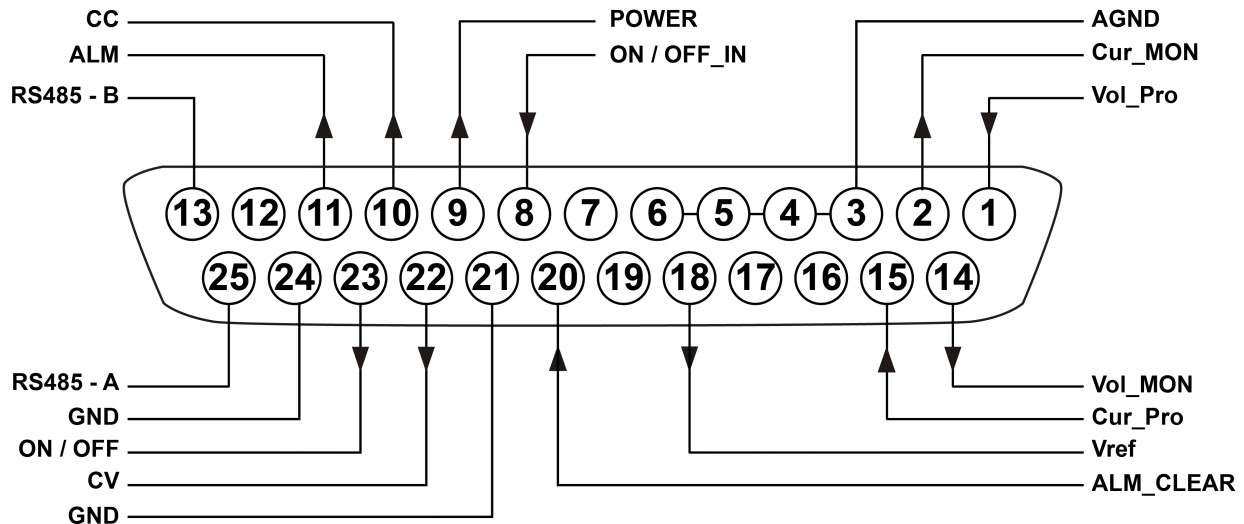 CC POWER AGND
ALM ON / OFF_IN Cur_MON
RS485 - B Vol_Pro
13 12 11 10 9 8 7 6 5 4 3 2 1
25 24 23 22 21 20 19 18 17 16 15 14
RS485 - A Vol_MON
GND Cur_Pro
ON / OFF Vref
CV ALM_CLEAR
GND